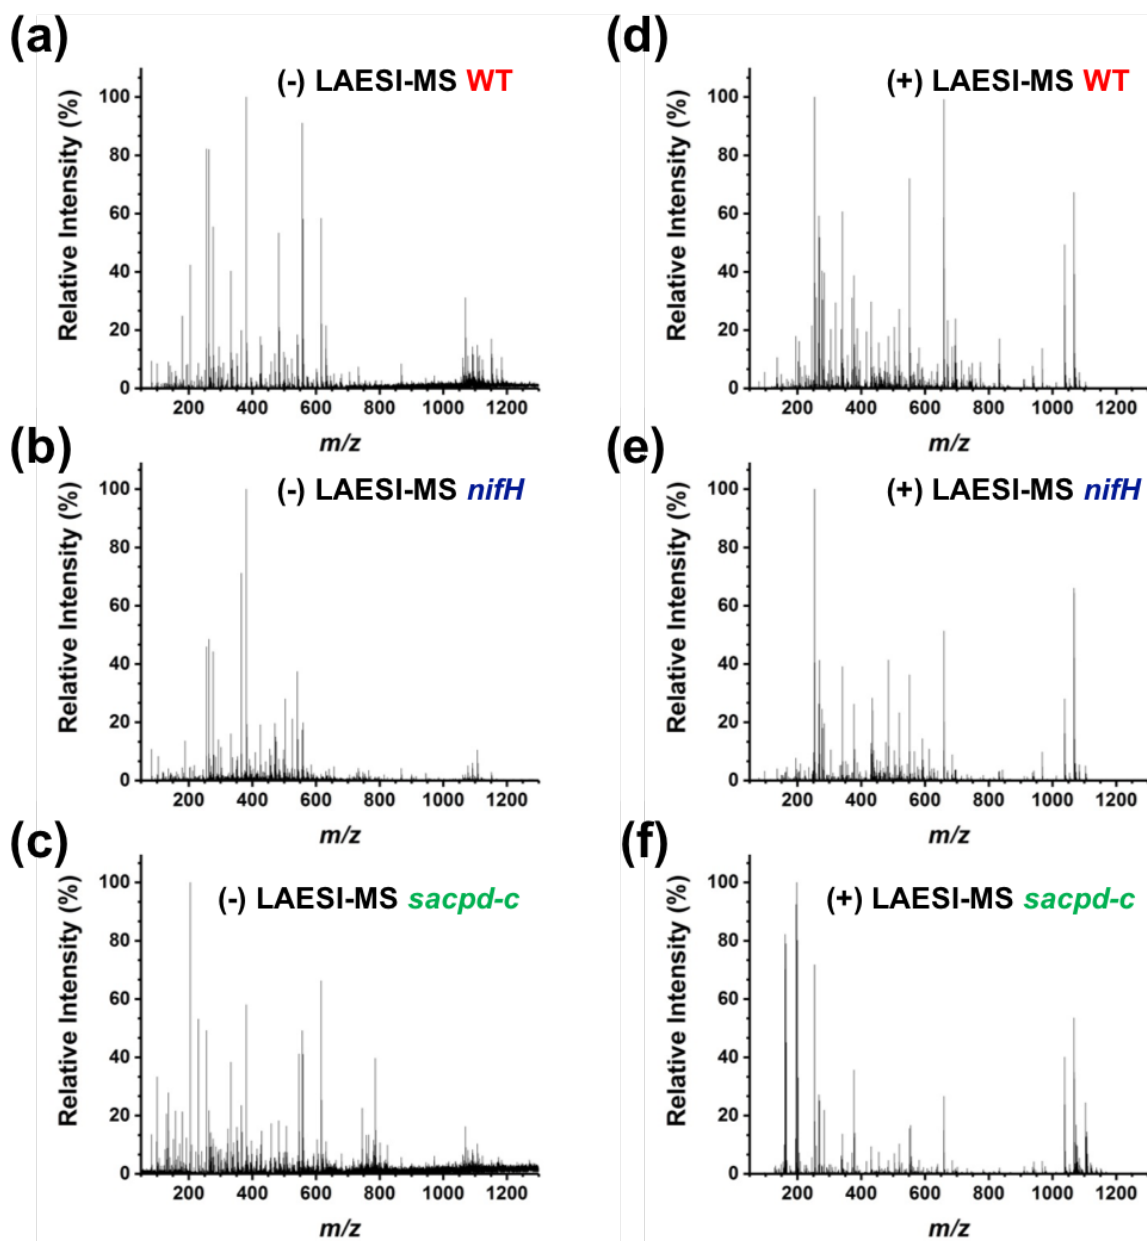 (a)
(-) LAESI-MS WT
Relative Intensity (%)
100
80
60
40
20
0
200 400 600 800 1000 1200
m/z
(d)
(+) LAESI-MS WT
Relative Intensity (%)
100
80
60
40
20
0
200 400 600 800 1000 1200
m/z
(b)
(-) LAESI-MS nifH
Relative Intensity (%)
100
80
60
40
20
0
200 400 600 800 1000 1200
m/z
(e)
(+) LAESI-MS nifH
Relative Intensity (%)
100
80
60
40
20
0
200 400 600 800 1000 1200
m/z
(c)
(-) LAESI-MS sacpd-c
Relative Intensity (%)
100
80
60
40
20
0
200 400 600 800 1000 1200
m/z
(f)
(+) LAESI-MS sacpd-c
Relative Intensity (%)
100
80
60
40
20
0
200 400 600 800 1000 1200
m/z